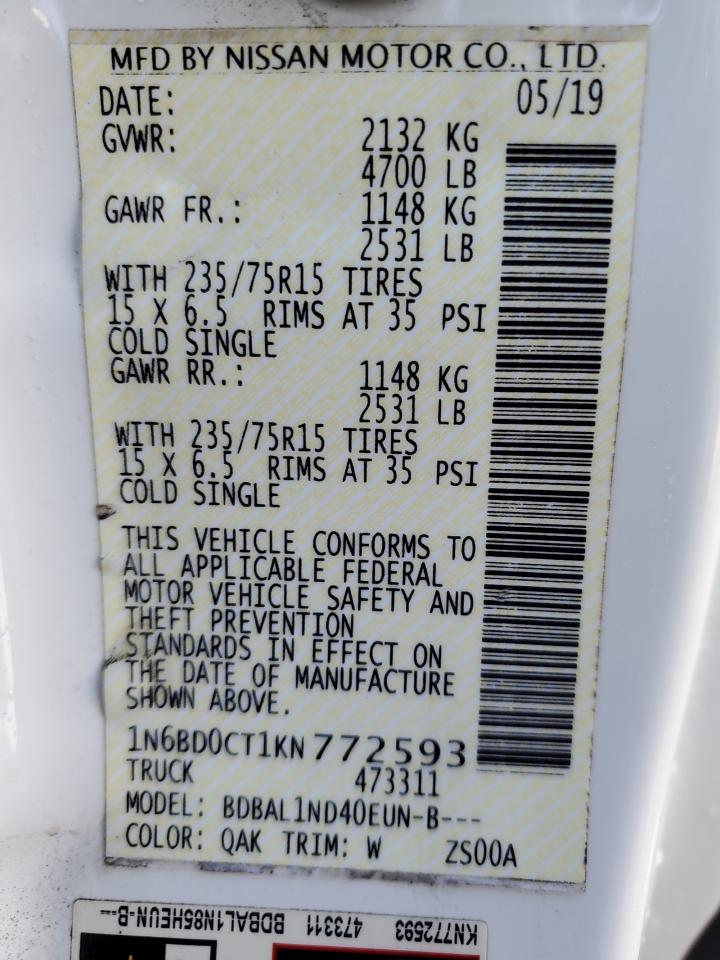 MFD BY NISSAN MOTOR CO., LTD.
DATE: 05/19
GVWR: 2132 KG
4700 LB
GAWR FR.: 1148 KG
2531 LB
WITH 235/75R15 TIRES
15 X 6.5 RIMS AT 35 PSI
COLD SINGLE
GAWR RR.: 1148 KG
2531 LB
WITH 235/75R15 TIRES
15 X 6.5 RIMS AT 35 PSI
COLD SINGLE
THIS VEHICLE CONFORMS TO
ALL APPLICABLE FEDERAL
MOTOR VEHICLE SAFETY AND
THEFT PREVENTION
STANDARDS IN EFFECT ON
THE DATE OF MANUFACTURE
SHOWN ABOVE.
1N6BD0CT1KN772593
TRUCK 473311
MODEL: BDBAL1ND40EUN-B---
COLOR: QAK TRIM: W ZS00A
KN772593 473311 BDBAL1N85HEUN-B---